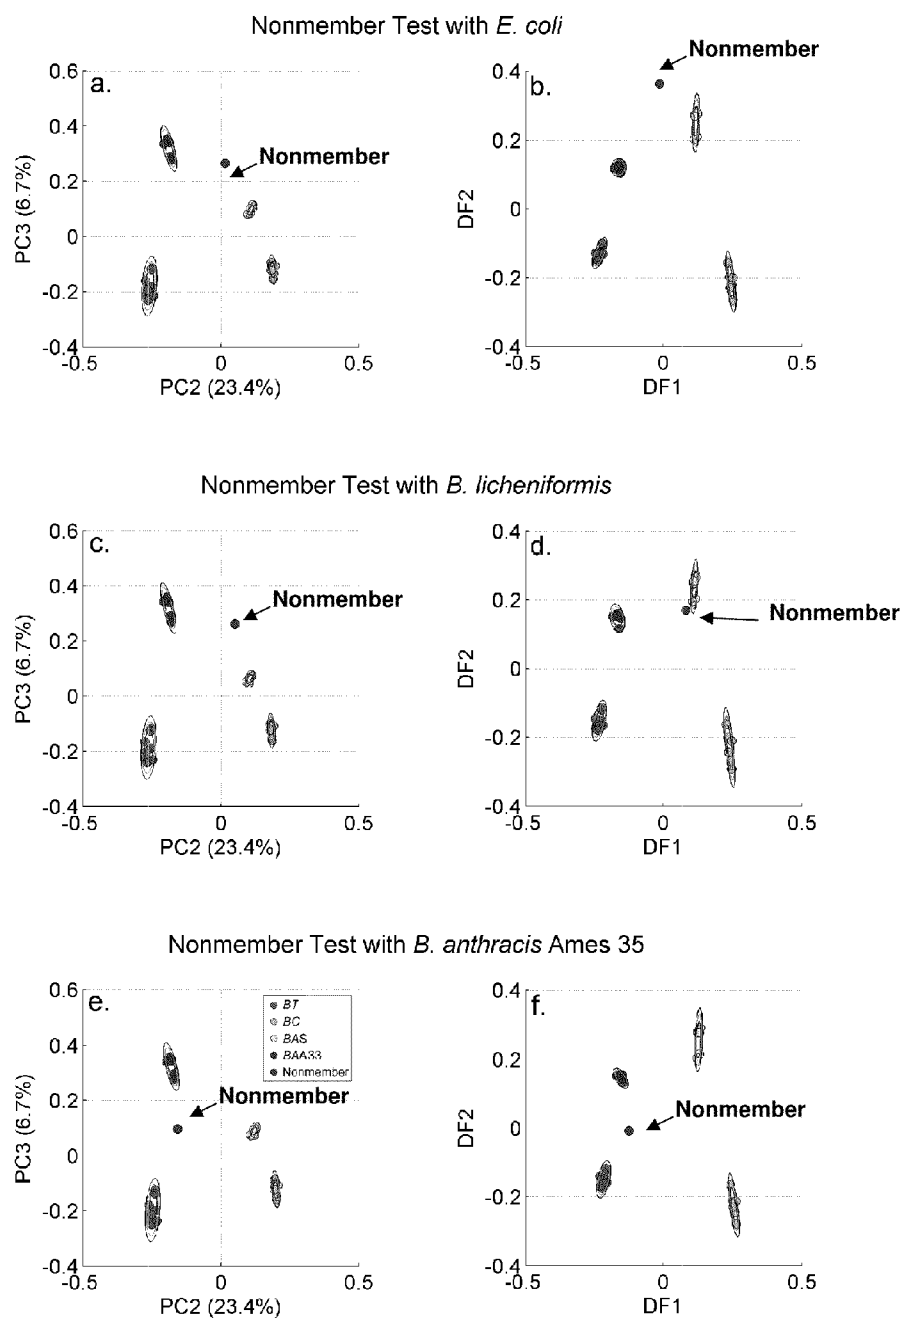 Nonmember Test with E. coli
a.
Nonmember
0.6
0.4
0.2
0
-0.2
-0.4
-0.5
0
0.5
PC3 (6.7%)
PC2 (23.4%)
b.
Nonmember
0.4
0.2
0
-0.2
-0.4
-0.5
0
0.5
DF2
DF1
Nonmember Test with B. licheniformis
c.
Nonmember
0.6
0.4
0.2
0
-0.2
-0.4
-0.5
0
0.5
PC3 (6.7%)
PC2 (23.4%)
d.
Nonmember
0.4
0.2
0
-0.2
-0.4
-0.5
0
0.5
DF2
DF1
Nonmember Test with B. anthracis Ames 35
e.
BT
BC
BAS
BAA33
Nonmember
Nonmember
0.6
0.4
0.2
0
-0.2
-0.4
-0.5
0
0.5
PC3 (6.7%)
PC2 (23.4%)
f.
Nonmember
0.4
0.2
0
-0.2
-0.4
-0.5
0
0.5
DF2
DF1